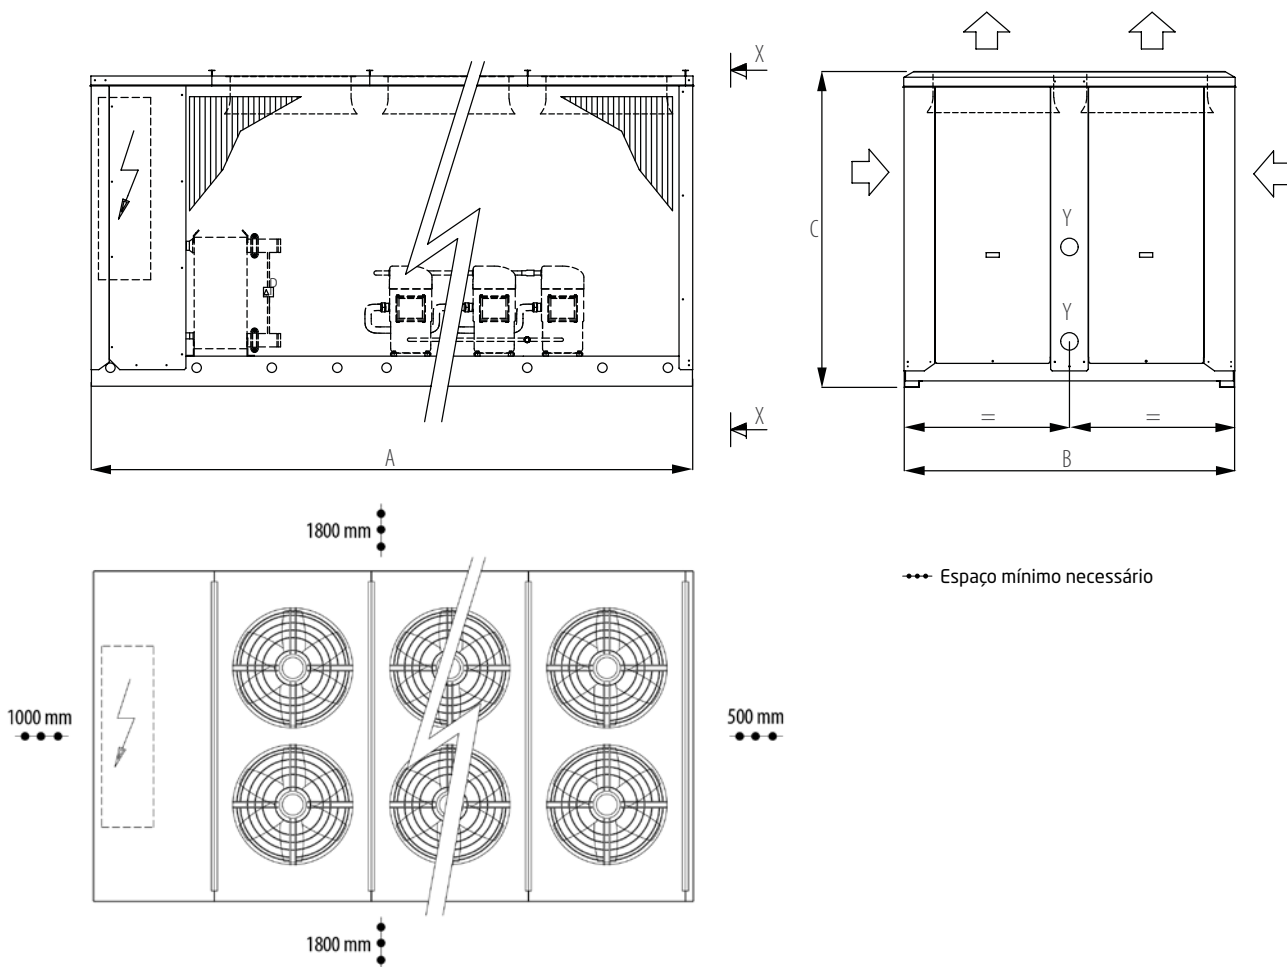 X
C
Y
Y
X
=
=
A
B
1800 mm
Espaço mínimo necessário
1000 mm
500 mm
1800 mm